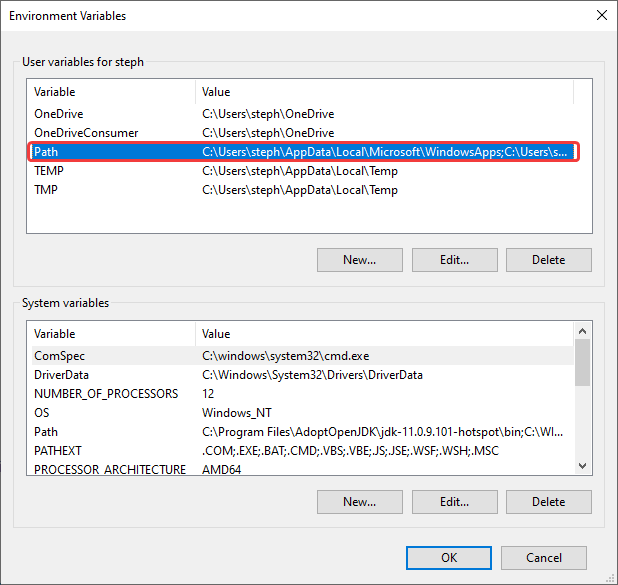 Environment Variables
User variables for steph
Variable Value
OneDrive C:\Users\steph\OneDrive
OneDriveConsumer C:\Users\steph\OneDrive
Path C:\Users\steph\AppData\Local\Microsoft\WindowsApps;C:\Users\s...
TEMP C:\Users\steph\AppData\Local\Temp
TMP C:\Users\steph\AppData\Local\Temp
New... Edit... Delete
System variables
Variable Value
ComSpec C:\windows\system32\cmd.exe
DriverData C:\Windows\System32\Drivers\DriverData
NUMBER_OF_PROCESSORS 12
OS Windows_NT
Path C:\Program Files\AdoptOpenJDK\jdk-11.0.9.101-hotspot\bin;C:\WI...
PATHEXT .COM;.EXE;.BAT;.CMD;.VBS;.VBE;.JS;.JSE;.WSF;.WSH;.MSC
PROCESSOR_ARCHITECTURE AMD64
New... Edit... Delete
OK Cancel